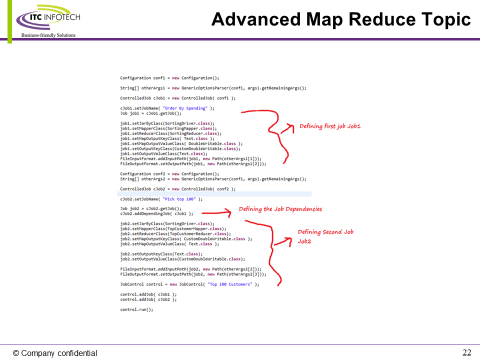 ITC INFOTECH
Business-friendly Solutions
Advanced Map Reduce Topic
Configuration conf1 = new Configuration();
String[] otherArgs1 = new GenericOptionsParser(conf1, args).getRemainingArgs();
ControlledJob cJob1 = new ControlledJob( conf1 );
cJob1.setJobName( "Order By Spending" );
Job job1 = cJob1.getJob();
job1.setJarByClass(SortingDriver.class);
job1.setMapperClass(SortingMapper.class);
job1.setReducerClass(SortingReducer.class);
job1.setMapOutputKeyClass( Text.class );
job1.setMapOutputValueClass( DoubleWritable.class );
job1.setOutputKeyClass(CustomDoubleWritable.class);
job1.setOutputValueClass(Text.class);
FileInputFormat.addInputPath(job1, new Path(otherArgs1[1]));
FileOutputFormat.setOutputPath(job1, new Path(otherArgs1[2]));
Defining first job Job1
Configuration conf2 = new Configuration();
String[] otherArgs2 = new GenericOptionsParser(conf2, args).getRemainingArgs();
ControlledJob cJob2 = new ControlledJob( conf2 );
cJob2.setJobName( "Pick top 100" );
Job job2 = cJob2.getJob();
cJob2.addDependingJob( cJob1 );
Defining the Job Dependencies
job2.setJarByClass(SortingDriver.class);
job2.setMapperClass(TopCustomerMapper.class);
job2.setReducerClass(TopCustomerReducer.class);
job2.setMapOutputKeyClass( CustomDoubleWritable.class );
job2.setMapOutputValueClass( Text.class );
job2.setOutputKeyClass(Text.class);
job2.setOutputValueClass(CustomDoubleWritable.class);
FileInputFormat.addInputPath(job2, new Path(otherArgs2[2]));
FileOutputFormat.setOutputPath(job2, new Path(otherArgs2[3]));
Defining Second Job
Job2
JobControl control = new JobControl( "Top 100 Customers" );
control.addJob( cJob1 );
control.addJob( cJob2 );
control.run();
© Company confidential
22